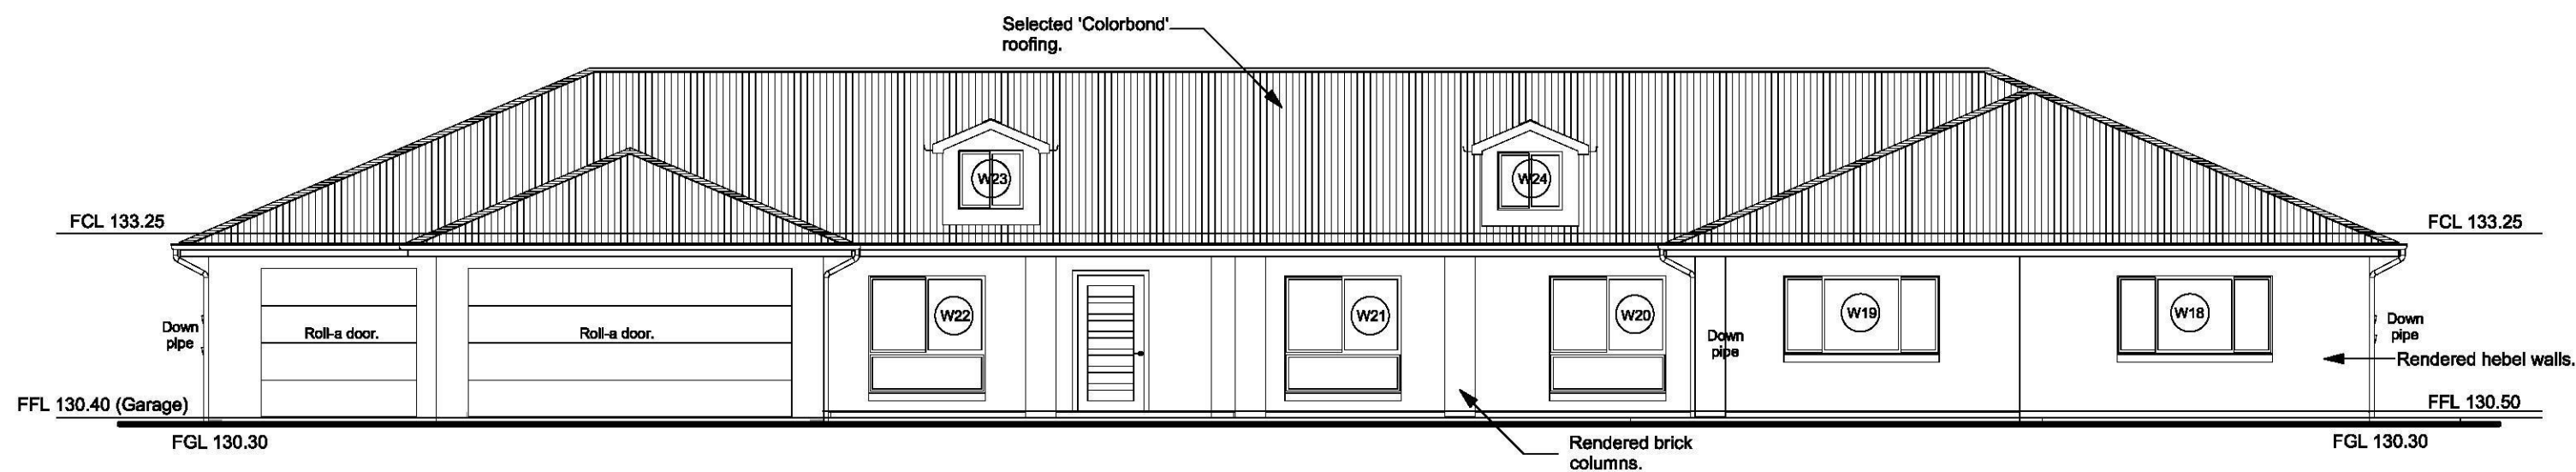 Selected 'Colorbond'
roofing.
W23
W24
FCL 133.25
FCL 133.25
Down
pipe
Roll-a door.
Roll-a door.
W22
W21
W20
Down
pipe
W19
W18
Down
pipe
Rendered hebel walls.
FFL 130.40 (Garage)
FFL 130.50
FGL 130.30
Rendered brick
columns.
FGL 130.30